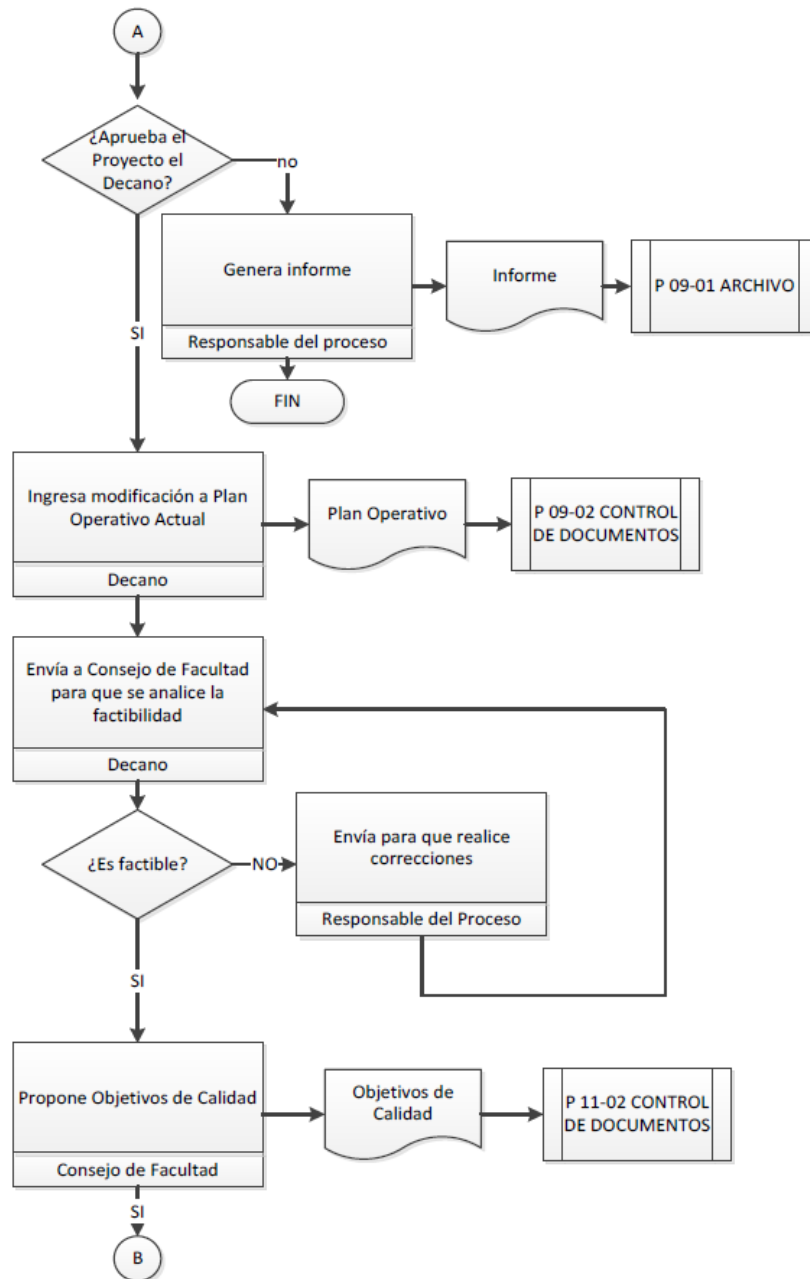 A
¿Aprueba el
Proyecto el
Decano?
no
Genera informe
Responsable del proceso
Informe
P 09-01 ARCHIVO
FIN
SI
Ingresa modificación a Plan
Operativo Actual
Decano
Plan Operativo
P 09-02 CONTROL
DE DOCUMENTOS
Envía a Consejo de Facultad
para que se analice la
factibilidad
Decano
¿Es factible?
NO
Envía para que realice
correcciones
Responsable del Proceso
SI
Propone Objetivos de Calidad
Consejo de Facultad
Objetivos de
Calidad
P 11-02 CONTROL
DE DOCUMENTOS
SI
B